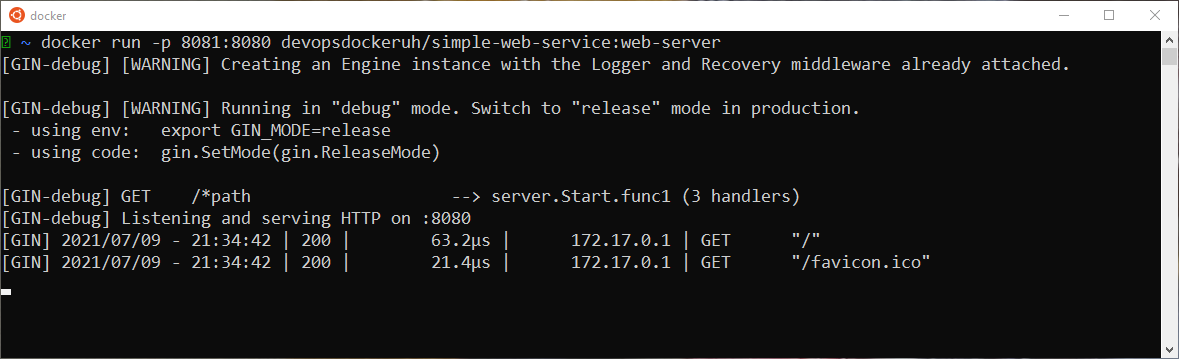 docker
~ docker run -p 8081:8080 devopsdockeruh/simple-web-service:web-server
[GIN-debug] [WARNING] Creating an Engine instance with the Logger and Recovery middleware already attached.
[GIN-debug] [WARNING] Running in "debug" mode. Switch to "release" mode in production.
- using env:   export GIN_MODE=release
- using code:  gin.SetMode(gin.ReleaseMode)
[GIN-debug] GET    /*path                    --> server.Start.func1 (3 handlers)
[GIN-debug] Listening and serving HTTP on :8080
[GIN] 2021/07/09 - 21:34:42 | 200 |        63.2µs |      172.17.0.1 | GET      "/"
[GIN] 2021/07/09 - 21:34:42 | 200 |        21.4µs |      172.17.0.1 | GET      "/favicon.ico"